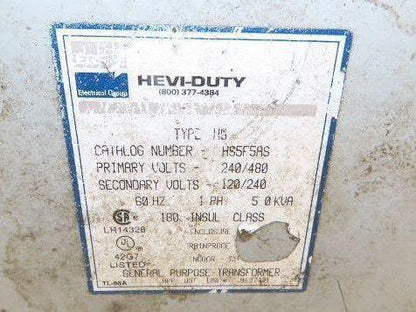 HEVI-DUTY
Electrical Group
(800) 377-4384
TYPE HS
CATALOG NUMBER - HS5F5AS
PRIMARY VOLTS - 240/480
SECONDARY VOLTS - 120/240
60 HZ 1 PH 5.0 KVA
180 INSUL CLASS
LR14328
ENCLOSURE
UL
42G7
LISTED
GENERAL PURPOSE TRANSFORMER